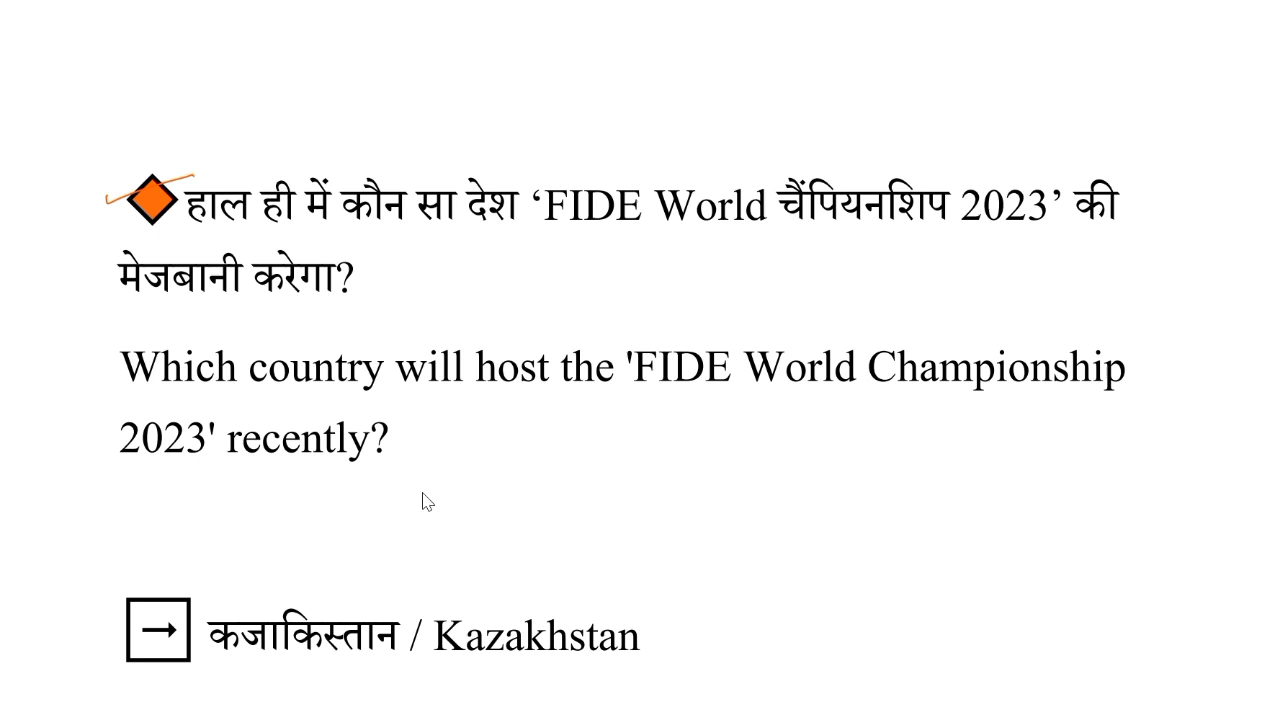 हाल ही में कौन सा देश ‘FIDE World चैंपियनशिप 2023’ की
मेजबानी करेगा?
Which country will host the 'FIDE World Championship
2023' recently?
→ कजाकिस्तान / Kazakhstan